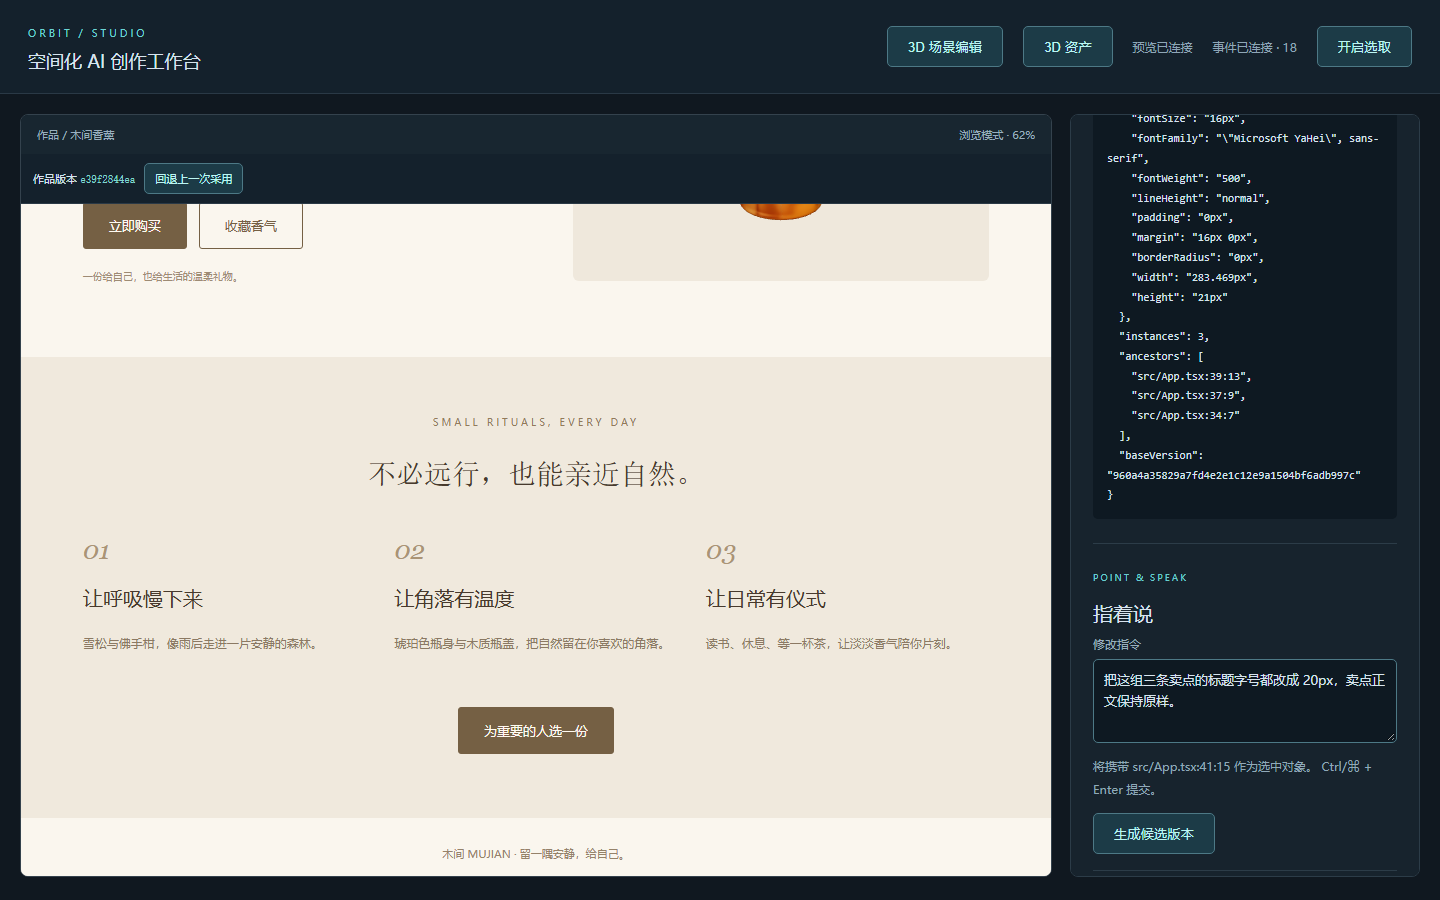 ORBIT / STUDIO
空间化 AI 创作工作台
3D 场景编辑
3D 资产
预览已连接
事件已连接 · 18
开启选取
作品 / 木间香薰
浏览模式 · 62%
作品版本 e39f2844ea
回退上一次采用
立即购买
收藏香气
一份给自己，也给生活的温柔礼物。
SMALL RITUALS, EVERY DAY
不必远行，也能亲近自然。
01
让呼吸慢下来
雪松与佛手柑，像雨后走进一片安静的森林。
02
让角落有温度
琥珀色瓶身与木质瓶盖，把自然留在你喜欢的角落。
03
让日常有仪式
读书、休息、等一杯茶，让淡淡香气陪你片刻。
为重要的人选一份
木间 MUJIAN · 留一隅安静，给自己。
"fontSize": "16px",
"fontFamily": "\"Microsoft YaHei\", sans-
serif",
"fontWeight": "500",
"lineHeight": "normal",
"padding": "0px",
"margin": "16px 0px",
"borderRadius": "0px",
"width": "283.469px",
"height": "21px"
},
"instances": 3,
"ancestors": [
"src/App.tsx:39:13",
"src/App.tsx:37:9",
"src/App.tsx:34:7"
],
"baseVersion":
"960a4a35829a7fd4e2e1c12e9a1504bf6adb997c"
}
POINT & SPEAK
指着说
修改指令
把这组三条卖点的标题字号都改成 20px，卖点正
文保持原样。
将携带 src/App.tsx:41:15 作为选中对象。 Ctrl/⌘ +
Enter 提交。
生成候选版本